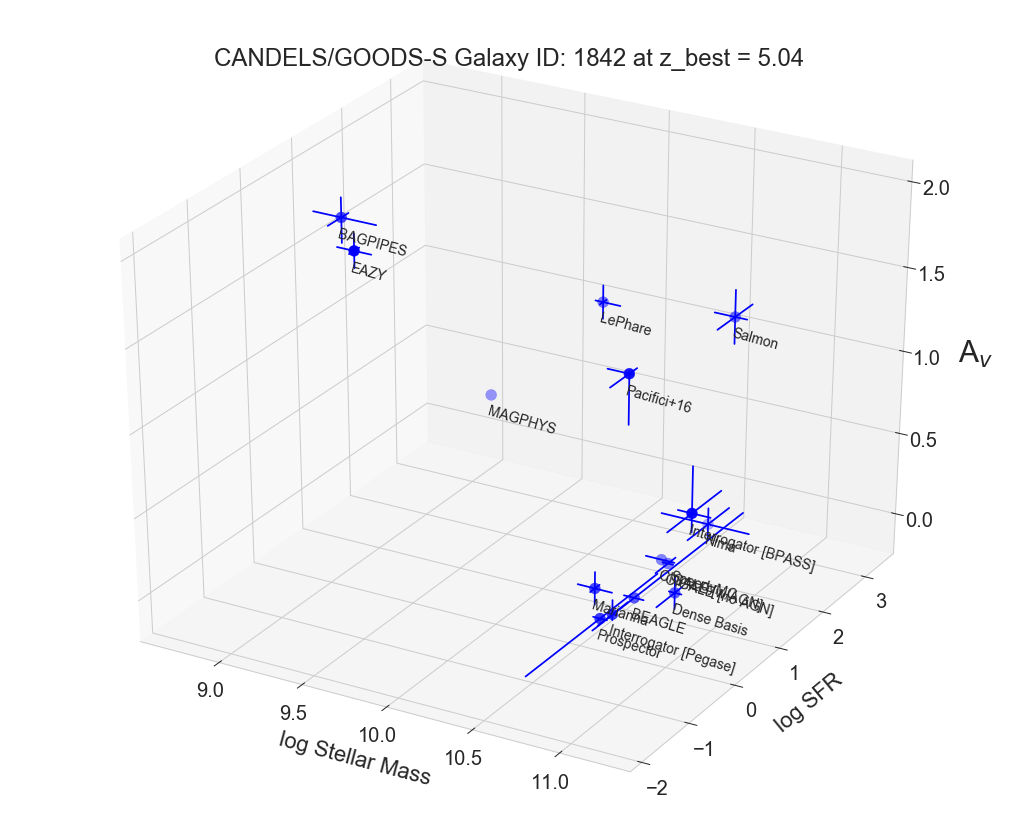 CANDELS/GOODS-S Galaxy ID: 1842 at z_best = 5.04
BAGPIPES
EAZY
LePhare
Salmon
Pacifici+16
MAGPHYS
Interrogator [BPASS]
Dense Basis
BEAGLE
Interrogator [Pegase]
Prospector
2.0
1.5
1.0
0.5
0.0
A_v
9.0
9.5
10.0
10.5
11.0
log Stellar Mass
−2
−1
0
1
2
3
log SFR